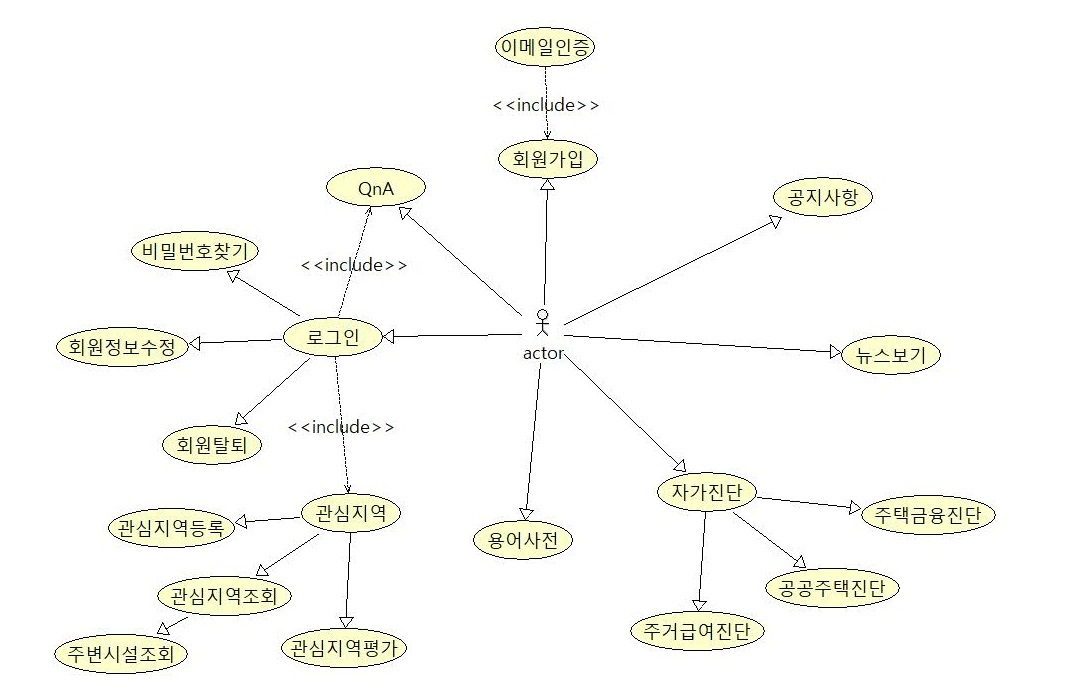 이메일인증
<<include>>
회원가입
QnA
공지사항
비밀번호찾기
<<include>>
로그인
회원정보수정
actor
뉴스보기
<<include>>
회원탈퇴
자가진단
관심지역
주택금융진단
관심지역등록
용어사전
공공주택진단
관심지역조회
주거급여진단
관심지역평가
주변시설조회